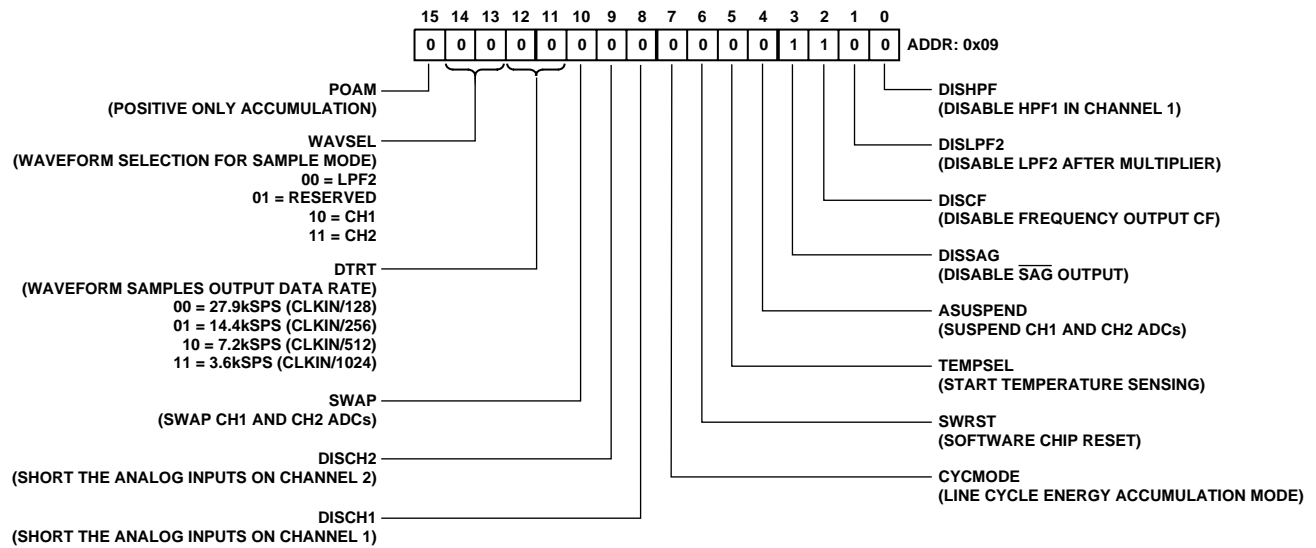 15 14 13 12 11 10 9 8 7 6 5 4 3 2 1 0
0 0 0 0 0 0 0 0 0 0 0 0 1 1 0 0 ADDR: 0x09
POAM
(POSITIVE ONLY ACCUMULATION)
WAVSEL
(WAVEFORM SELECTION FOR SAMPLE MODE)
00 = LPF2
01 = RESERVED
10 = CH1
11 = CH2
DTRT
(WAVEFORM SAMPLES OUTPUT DATA RATE)
00 = 27.9kSPS (CLKIN/128)
01 = 14.4kSPS (CLKIN/256)
10 = 7.2kSPS (CLKIN/512)
11 = 3.6kSPS (CLKIN/1024)
SWAP
(SWAP CH1 AND CH2 ADCs)
DISCH2
(SHORT THE ANALOG INPUTS ON CHANNEL 2)
DISCH1
(SHORT THE ANALOG INPUTS ON CHANNEL 1)
DISHPF
(DISABLE HPF1 IN CHANNEL 1)
DISLPF2
(DISABLE LPF2 AFTER MULTIPLIER)
DISCF
(DISABLE FREQUENCY OUTPUT CF)
DISSAG
(DISABLE S̅A̅G̅ OUTPUT)
ASUSPEND
(SUSPEND CH1 AND CH2 ADCs)
TEMPSEL
(START TEMPERATURE SENSING)
SWRST
(SOFTWARE CHIP RESET)
CYCMODE
(LINE CYCLE ENERGY ACCUMULATION MODE)